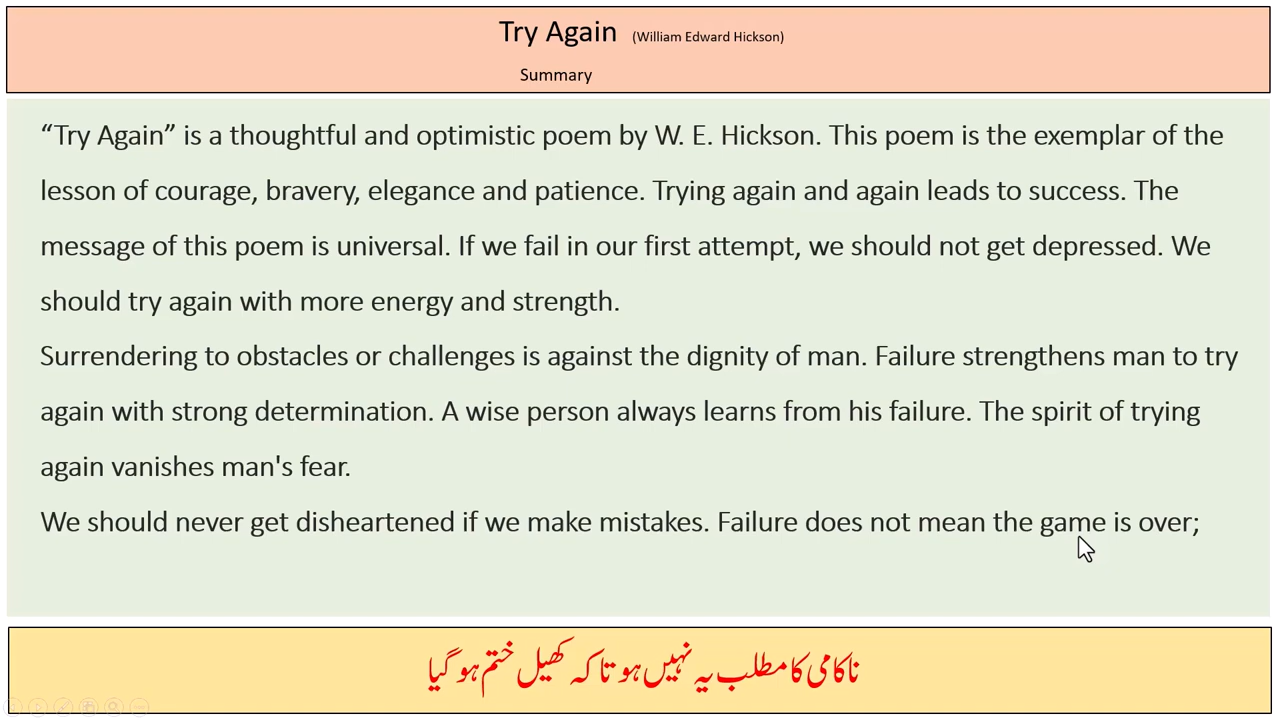 Try Again (William Edward Hickson)
Summary
“Try Again” is a thoughtful and optimistic poem by W. E. Hickson. This poem is the exemplar of the
lesson of courage, bravery, elegance and patience. Trying again and again leads to success. The
message of this poem is universal. If we fail in our first attempt, we should not get depressed. We
should try again with more energy and strength.
Surrendering to obstacles or challenges is against the dignity of man. Failure strengthens man to try
again with strong determination. A wise person always learns from his failure. The spirit of trying
again vanishes man's fear.
We should never get disheartened if we make mistakes. Failure does not mean the game is over;
ناکامی کا مطلب یہ نہیں ہوتا کہ کھیل ختم ہو گیا